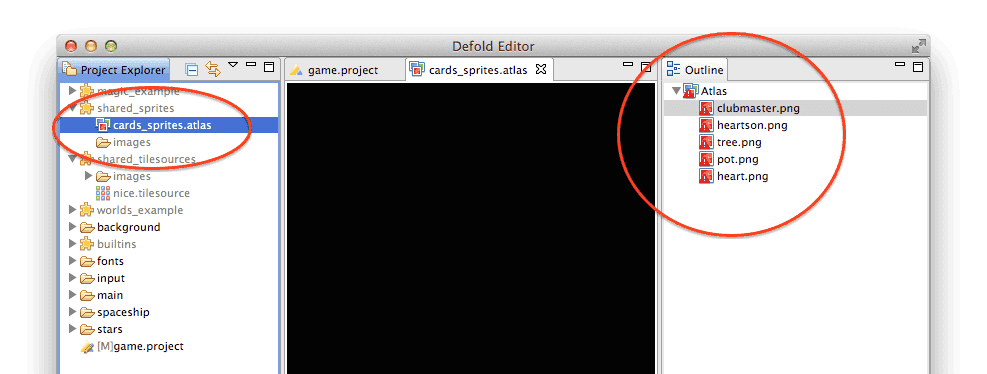 Defold Editor
Project Explorer
magic_example
shared_sprites
cards_sprites.atlas
images
shared_tilesources
images
nice.tilesource
worlds_example
background
builtins
fonts
input
main
spaceship
stars
[M]game.project
game.project
cards_sprites.atlas
Outline
Atlas
clubmaster.png
heartson.png
tree.png
pot.png
heart.png